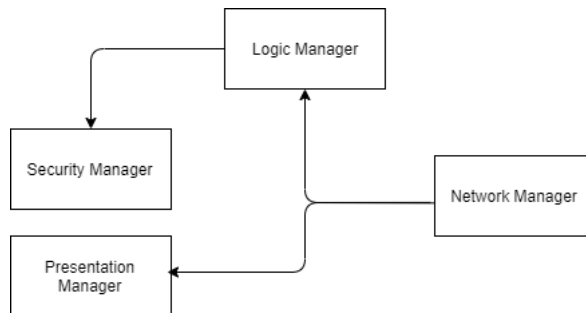 Logic Manager
Security Manager
Network Manager
Presentation
Manager